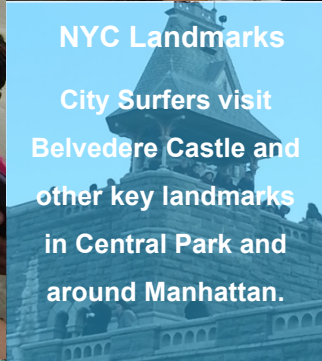 NYC Landmarks
City Surfers visit
Belvedere Castle and
other key landmarks
in Central Park and
around Manhattan.